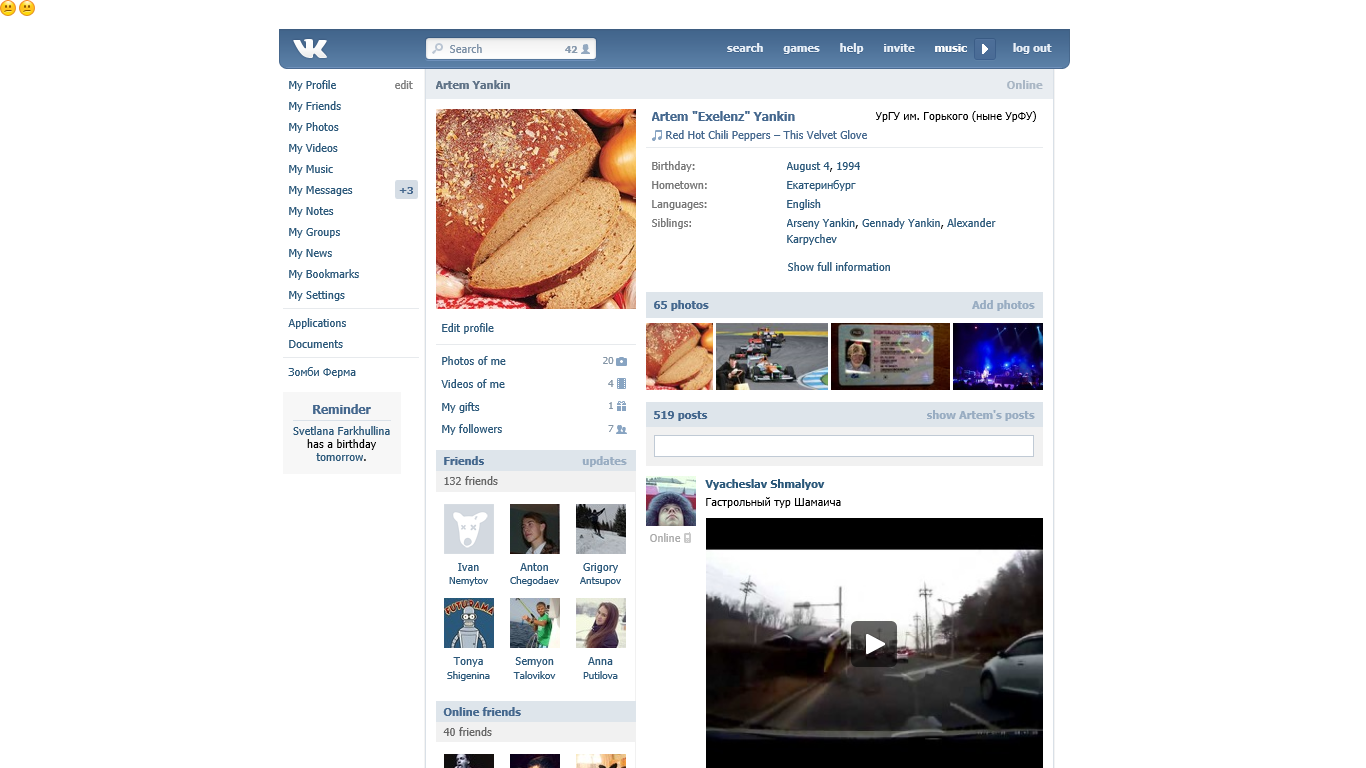 Search 42
search games help invite music log out
My Profile edit
My Friends
My Photos
My Videos
My Music
My Messages +3
My Notes
My Groups
My News
My Bookmarks
My Settings
Applications
Documents
Зомби Ферма
Reminder
Svetlana Farkhullina
has a birthday
tomorrow.
Artem Yankin Online
Edit profile
Photos of me 20
Videos of me 4
My gifts 1
My followers 7
Friends updates
132 friends
Ivan
Nemytov
Anton
Chegodaev
Grigory
Antsupov
FUTURAMA
Tonya
Shigenina
Semyon
Talovikov
Anna
Putilova
Online friends
40 friends
Artem "Exelenz" Yankin УрГУ им. Горького (ныне УрФУ)
Red Hot Chili Peppers – This Velvet Glove
Birthday: August 4, 1994
Hometown: Екатеринбург
Languages: English
Siblings: Arseny Yankin, Gennady Yankin, Alexander
Karpychev
Show full information
65 photos Add photos
519 posts show Artem's posts
Vyacheslav Shmalyov
Гастрольный тур Шамаича
Online